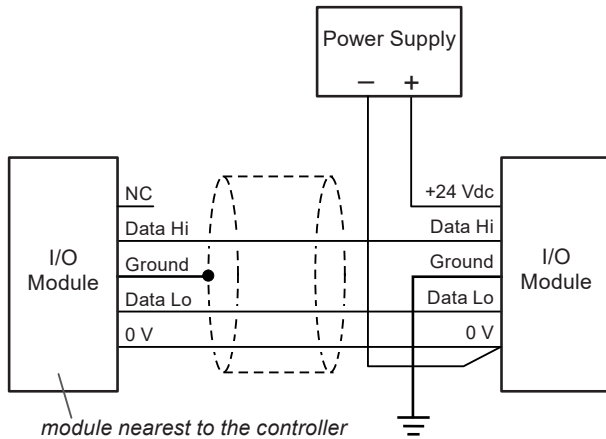 Power Supply
− +
NC
+24 Vdc
Data Hi
Data Hi
I/O
Module
Ground
Ground
I/O
Module
Data Lo
Data Lo
0 V
0 V
module nearest to the controller